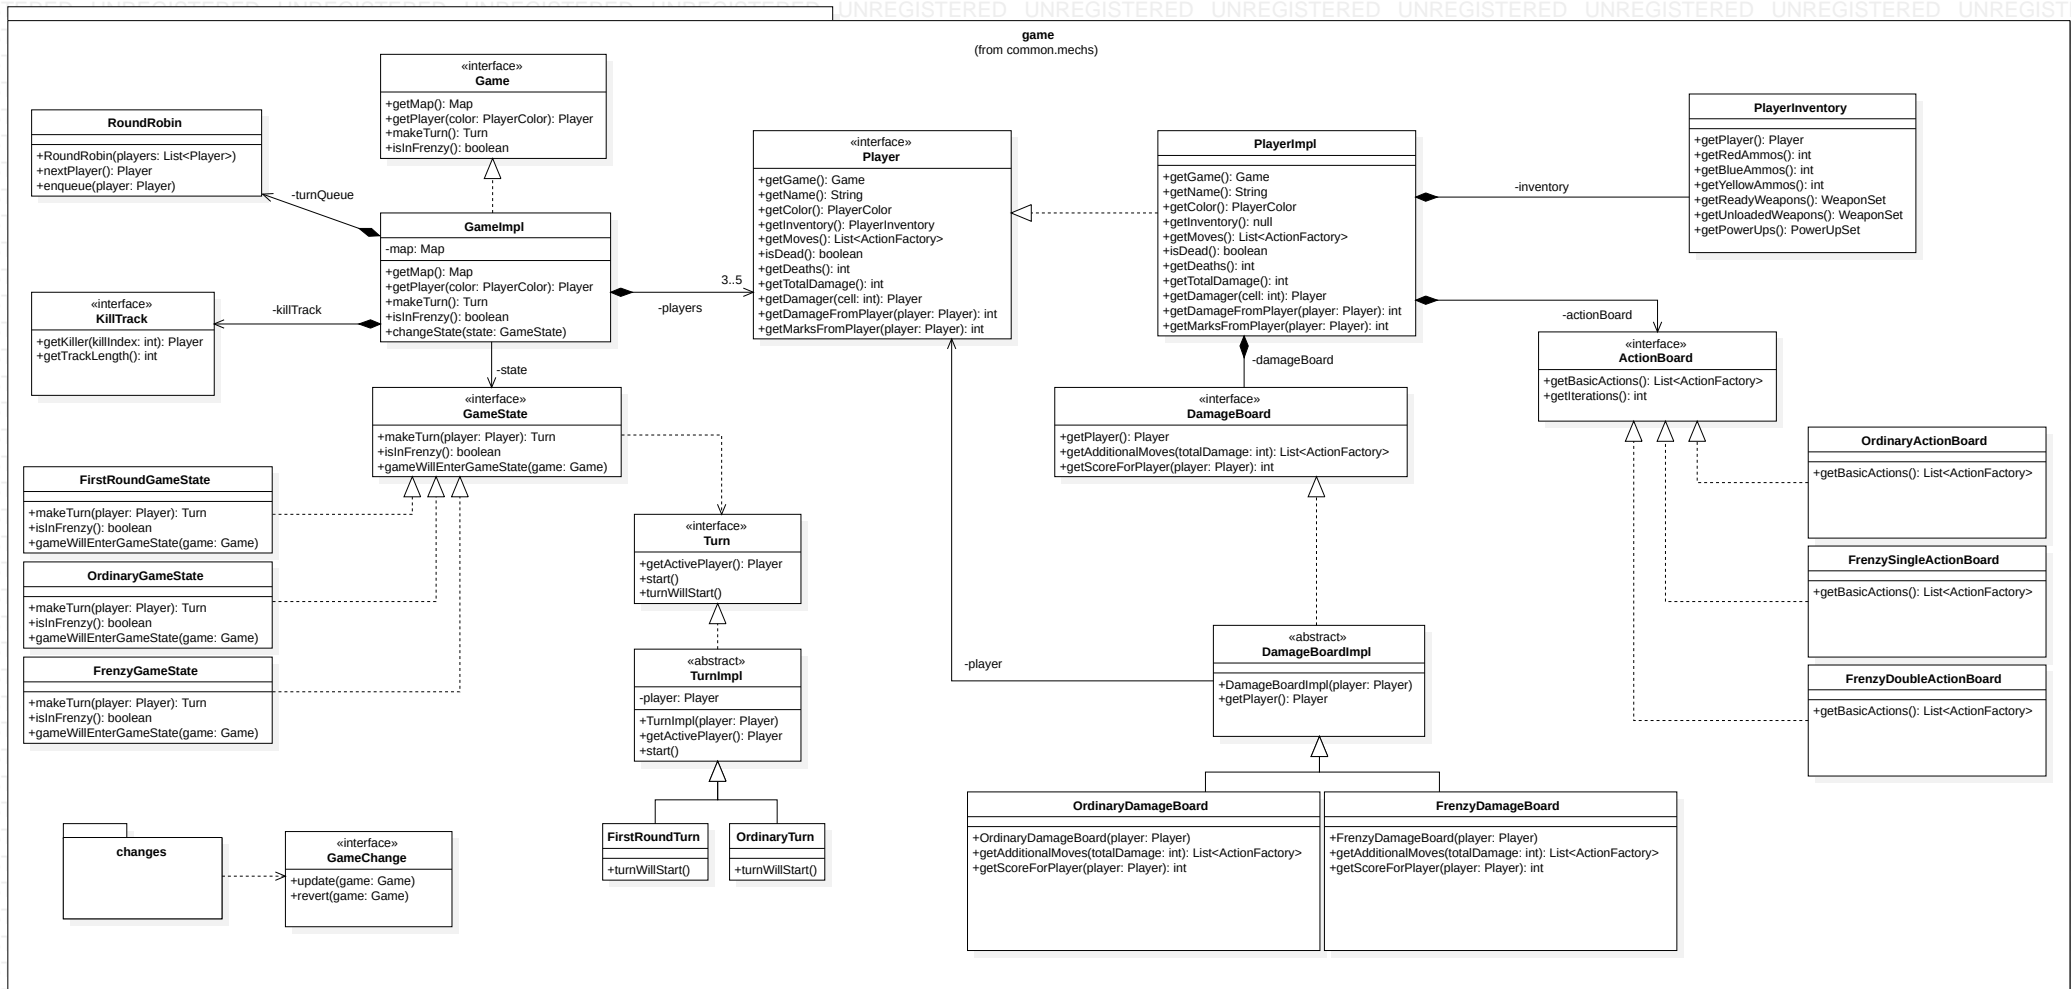 UNREGISTERED UNREGISTERED UNREGISTERED UNREGISTERED UNREGISTERED UNREGISTERED
game
(from common.mechs)
«interface»
Game
+getMap(): Map
+getPlayer(color: PlayerColor): Player
+makeTurn(): Turn
+isInFrenzy(): boolean
RoundRobin
+RoundRobin(players: List<Player>)
+nextPlayer(): Player
+enqueue(player: Player)
-turnQueue
GameImpl
-map: Map
+getMap(): Map
+getPlayer(color: PlayerColor): Player
+makeTurn(): Turn
+isInFrenzy(): boolean
+changeState(state: GameState)
«interface»
KillTrack
+getKiller(killIndex: int): Player
+getTrackLength(): int
-killTrack
-state
3..5
-players
«interface»
Player
+getGame(): Game
+getName(): String
+getColor(): PlayerColor
+getInventory(): PlayerInventory
+getMoves(): List<ActionFactory>
+isDead(): boolean
+getDeaths(): int
+getTotalDamage(): int
+getDamager(cell: int): Player
+getDamageFromPlayer(player: Player): int
+getMarksFromPlayer(player: Player): int
PlayerImpl
+getGame(): Game
+getName(): String
+getColor(): PlayerColor
+getInventory(): null
+getMoves(): List<ActionFactory>
+isDead(): boolean
+getDeaths(): int
+getTotalDamage(): int
+getDamager(cell: int): Player
+getDamageFromPlayer(player: Player): int
+getMarksFromPlayer(player: Player): int
-inventory
PlayerInventory
+getPlayer(): Player
+getRedAmmos(): int
+getBlueAmmos(): int
+getYellowAmmos(): int
+getReadyWeapons(): WeaponSet
+getUnloadedWeapons(): WeaponSet
+getPowerUps(): PowerUpSet
-actionBoard
«interface»
ActionBoard
+getBasicActions(): List<ActionFactory>
+getIterations(): int
-damageBoard
«interface»
DamageBoard
+getPlayer(): Player
+getAdditionalMoves(totalDamage: int): List<ActionFactory>
+getScoreForPlayer(player: Player): int
«interface»
GameState
+makeTurn(player: Player): Turn
+isInFrenzy(): boolean
+gameWillEnterGameState(game: Game)
FirstRoundGameState
+makeTurn(player: Player): Turn
+isInFrenzy(): boolean
+gameWillEnterGameState(game: Game)
OrdinaryGameState
+makeTurn(player: Player): Turn
+isInFrenzy(): boolean
+gameWillEnterGameState(game: Game)
FrenzyGameState
+makeTurn(player: Player): Turn
+isInFrenzy(): boolean
+gameWillEnterGameState(game: Game)
«interface»
Turn
+getActivePlayer(): Player
+start()
+turnWillStart()
«abstract»
TurnImpl
-player: Player
+TurnImpl(player: Player)
+getActivePlayer(): Player
+start()
FirstRoundTurn
+turnWillStart()
OrdinaryTurn
+turnWillStart()
OrdinaryActionBoard
+getBasicActions(): List<ActionFactory>
FrenzySingleActionBoard
+getBasicActions(): List<ActionFactory>
FrenzyDoubleActionBoard
+getBasicActions(): List<ActionFactory>
-player
«abstract»
DamageBoardImpl
+DamageBoardImpl(player: Player)
+getPlayer(): Player
OrdinaryDamageBoard
+OrdinaryDamageBoard(player: Player)
+getAdditionalMoves(totalDamage: int): List<ActionFactory>
+getScoreForPlayer(player: Player): int
FrenzyDamageBoard
+FrenzyDamageBoard(player: Player)
+getAdditionalMoves(totalDamage: int): List<ActionFactory>
+getScoreForPlayer(player: Player): int
changes
«interface»
GameChange
+update(game: Game)
+revert(game: Game)